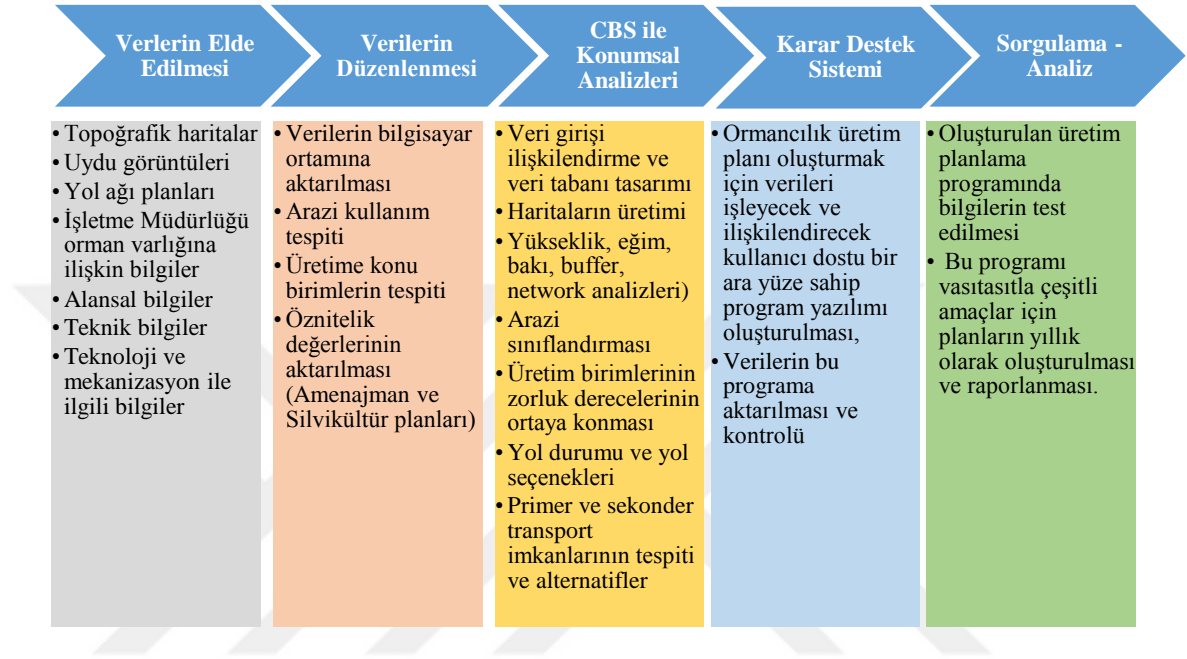 Verlerin Elde
Edilmesi
Verilerin
Düzenlenmesi
CBS ile
Konumsal
Analizleri
Karar Destek
Sistemi
Sorgulama -
Analiz
• Topoğrafik haritalar
• Uydu görüntüleri
• Yol ağı planları
• İşletme Müdürlüğü
orman varlığına
ilişkin bilgiler
• Alansal bilgiler
• Teknik bilgiler
• Teknoloji ve
mekanizasyon ile
ilgili bilgiler
• Verilerin bilgisayar
ortamına
aktarılması
• Arazi kullanım
tespiti
• Üretime konu
birimlerin tespiti
• Öznitelik
değerlerinin
aktarılması
(Amenajman ve
Silvikültür planları)
• Veri girişi
ilişkilendirme ve
veri tabanı tasarımı
• Haritaların üretimi
• Yükseklik, eğim,
bakı, buffer,
network analizleri)
• Arazi
sınıflandırması
• Üretim birimlerinin
zorluk derecelerinin
ortaya konması
• Yol durumu ve yol
seçenekleri
• Primer ve sekonder
transport
imkanlarının tespiti
ve alternatifler
• Ormancılık üretim
planı oluşturmak
için verileri
işleyecek ve
ilişkilendirecek
kullanıcı dostu bir
ara yüze sahip
program yazılımı
oluşturulması,
• Verilerin bu
programa
aktarılması ve
kontrolü
• Oluşturulan üretim
planlama
programında
bilgilerin test
edilmesi
• Bu programı
vasıtasıtla çeşitli
amaçlar için
planların yıllık
olarak oluşturulması
ve raporlanması.